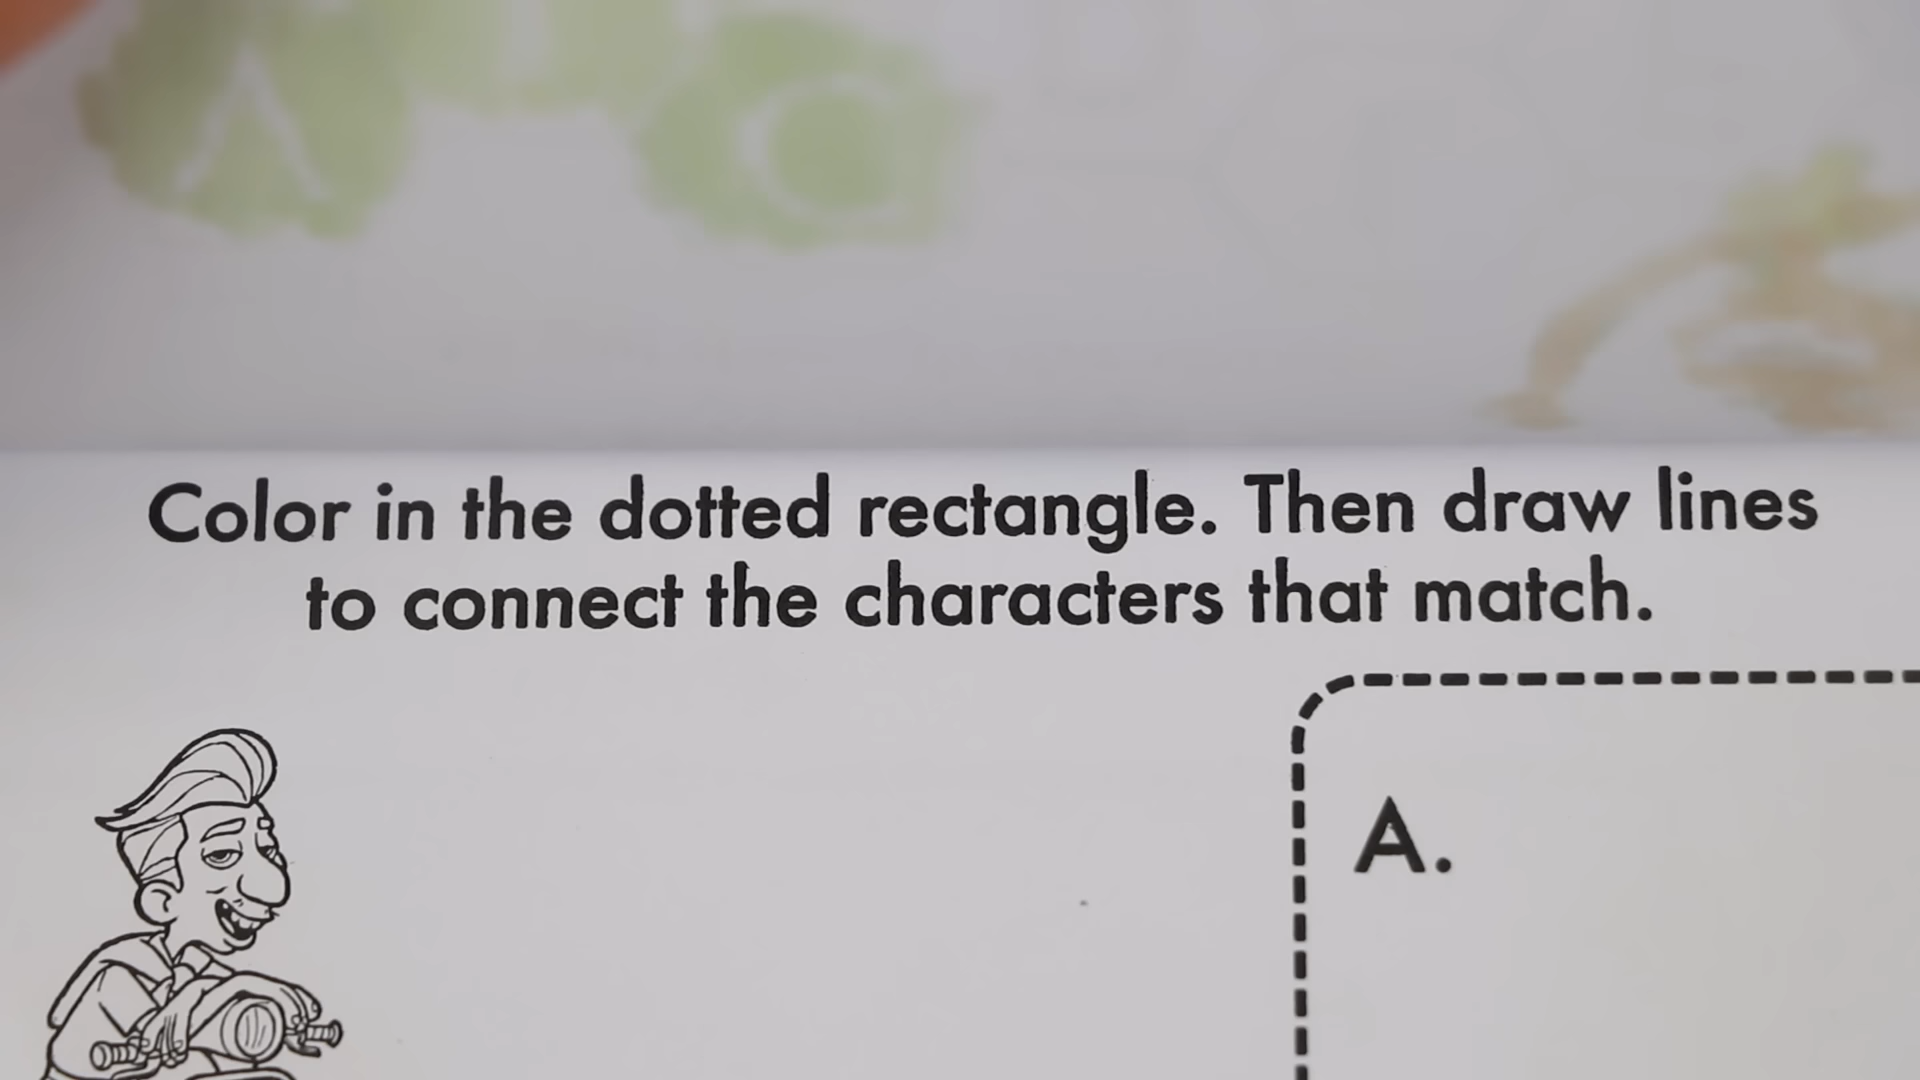 Color in the dotted rectangle. Then draw lines
to connect the characters that match.
A.